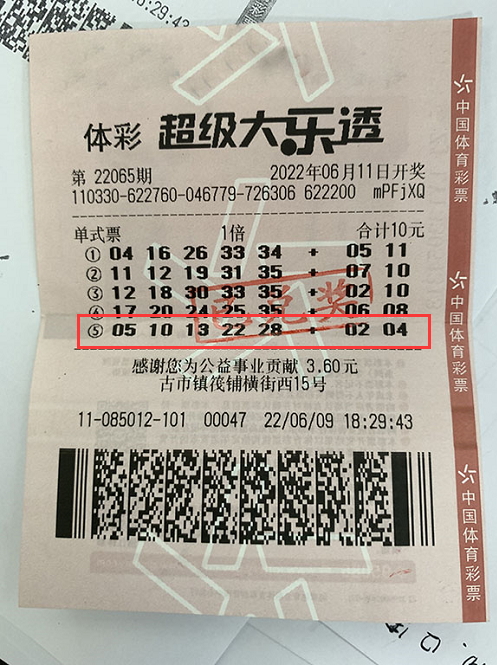 29:43
体彩 超级大乐透
第 22065期 2022年06月11日开奖
110330-622760-046779-726306 622200 mPFjXQ
单式票 1倍 合计10元
① 04 16 26 33 34 + 05 11
② 11 12 19 31 35 + 07 10
③ 12 18 30 33 35 + 02 10
④ 17 20 24 25 35 + 06 08
⑤ 05 10 13 22 28 + 02 04
已兑奖
感谢您为公益事业贡献 3.60元
古市镇筏铺横街西15号
11-085012-101 00047 22/06/09 18:29:43
中国体育彩票
中国体育彩票
中国体育彩票